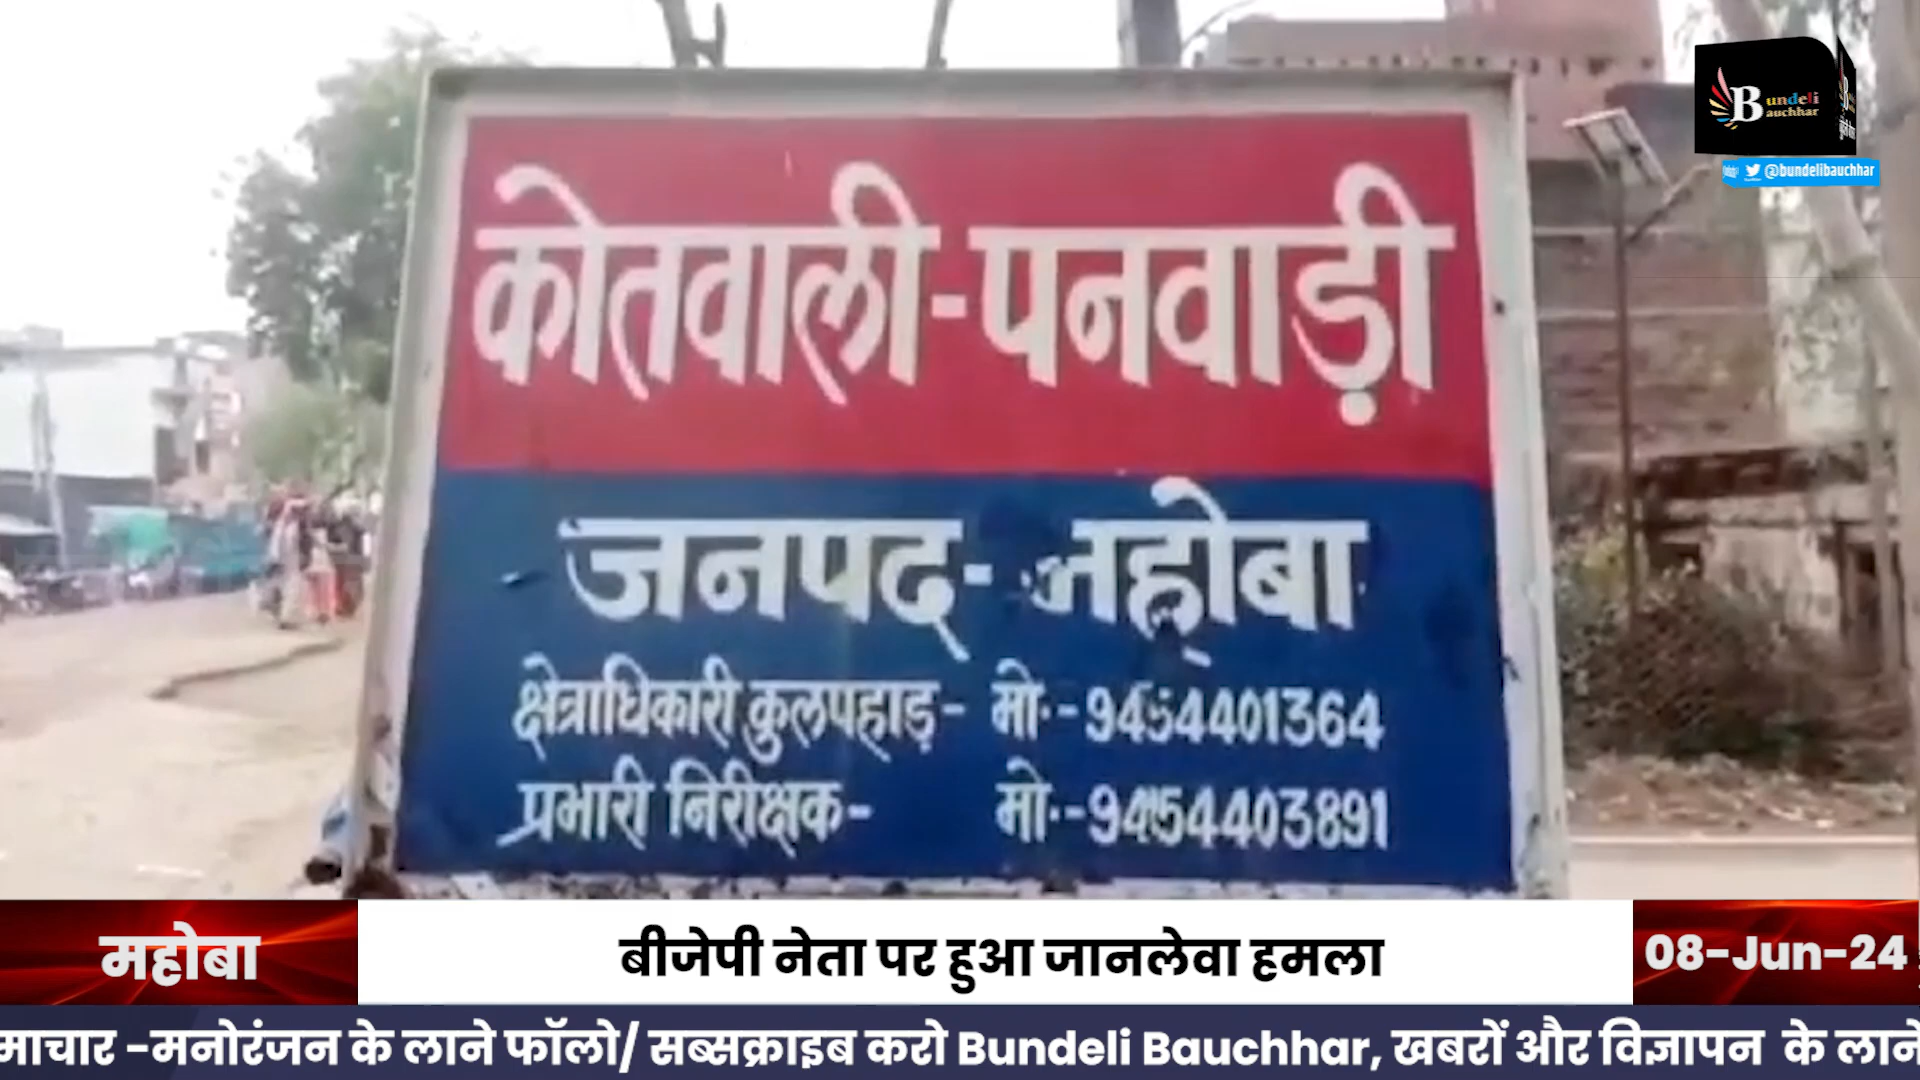 Bundeli
Bauchhar
@bundelibauchhar
कोतवाली-पनवाड़ी
जनपद- महोबा
क्षेत्राधिकारी कुलपहाड़- मो.-9454401364
प्रभारी निरीक्षक- मो.-9454403891
महोबा
बीजेपी नेता पर हुआ जानलेवा हमला
08-Jun-24
माचार -मनोरंजन के लाने फॉलो/ सब्सक्राइब करो Bundeli Bauchhar, खबरों और विज्ञापन के लाने